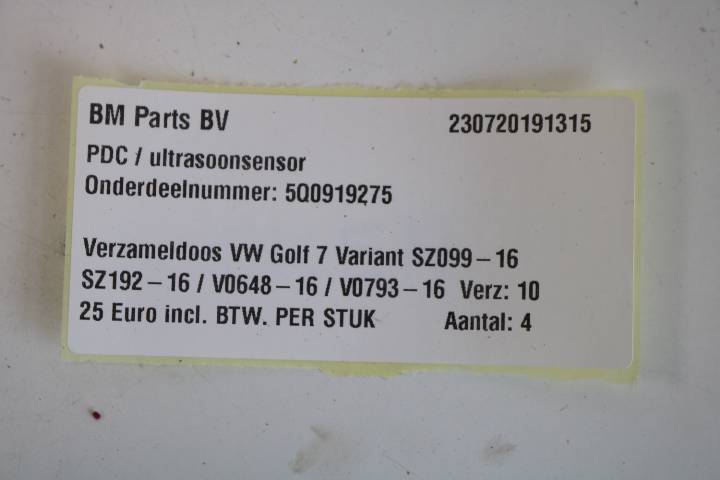 BM Parts BV 230720191315
PDC / ultrasoonsensor
Onderdeelnummer: 5Q0919275
Verzameldoos VW Golf 7 Variant SZ099-16
SZ192-16 / V0648-16 / V0793-16 Verz: 10
25 Euro incl. BTW. PER STUK Aantal: 4